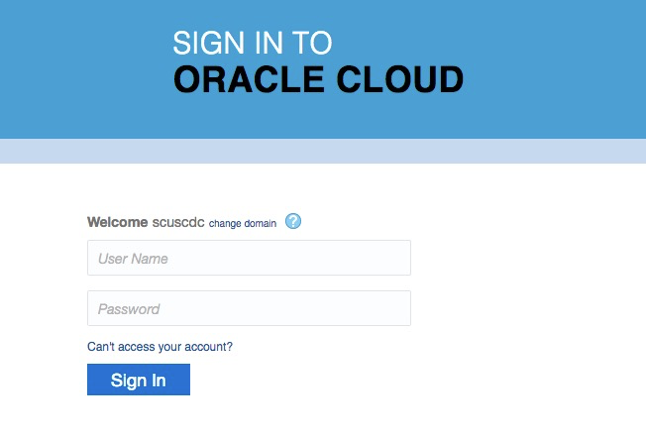 SIGN IN TO
ORACLE CLOUD
Welcome scuscdc change domain ?
User Name
Password
Can't access your account?
Sign In